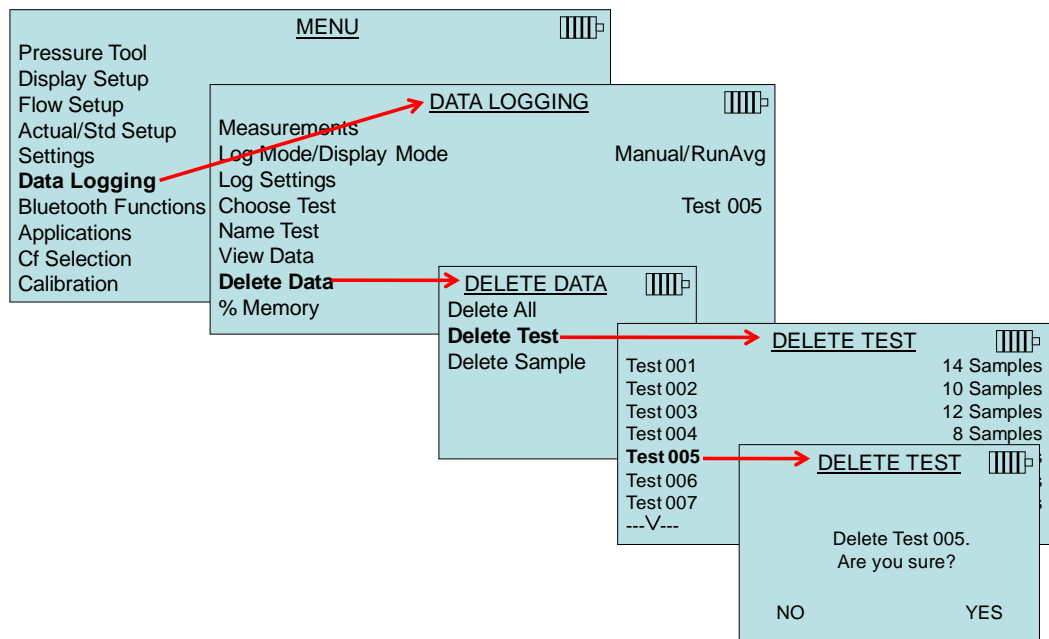 MENU
Pressure Tool
Display Setup
Flow Setup
Actual/Std Setup
Settings
Data Logging
Bluetooth Functions
Applications
Cf Selection
Calibration
DATA LOGGING
Measurements
Log Mode/Display Mode Manual/RunAvg
Log Settings
Choose Test Test 005
Name Test
View Data
Delete Data
% Memory
DELETE DATA
Delete All
Delete Test
Delete Sample
DELETE TEST
Test 001 14 Samples
Test 002 10 Samples
Test 003 12 Samples
Test 004 8 Samples
Test 005
Test 006
Test 007
---V---
DELETE TEST
Delete Test 005.
Are you sure?
NO YES